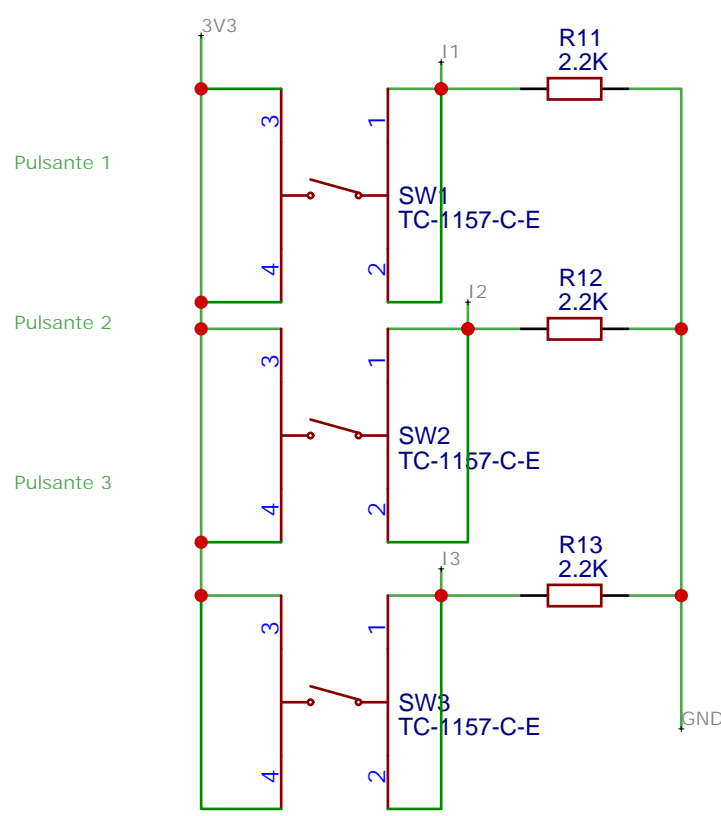 3V3
I1
R11
2.2K
3
1
Pulsante 1
SW1
TC-1157-C-E
4
2
I2
R12
2.2K
Pulsante 2
3
1
SW2
TC-1157-C-E
Pulsante 3
4
2
I3
R13
2.2K
3
1
SW3
TC-1157-C-E
GND
4
2